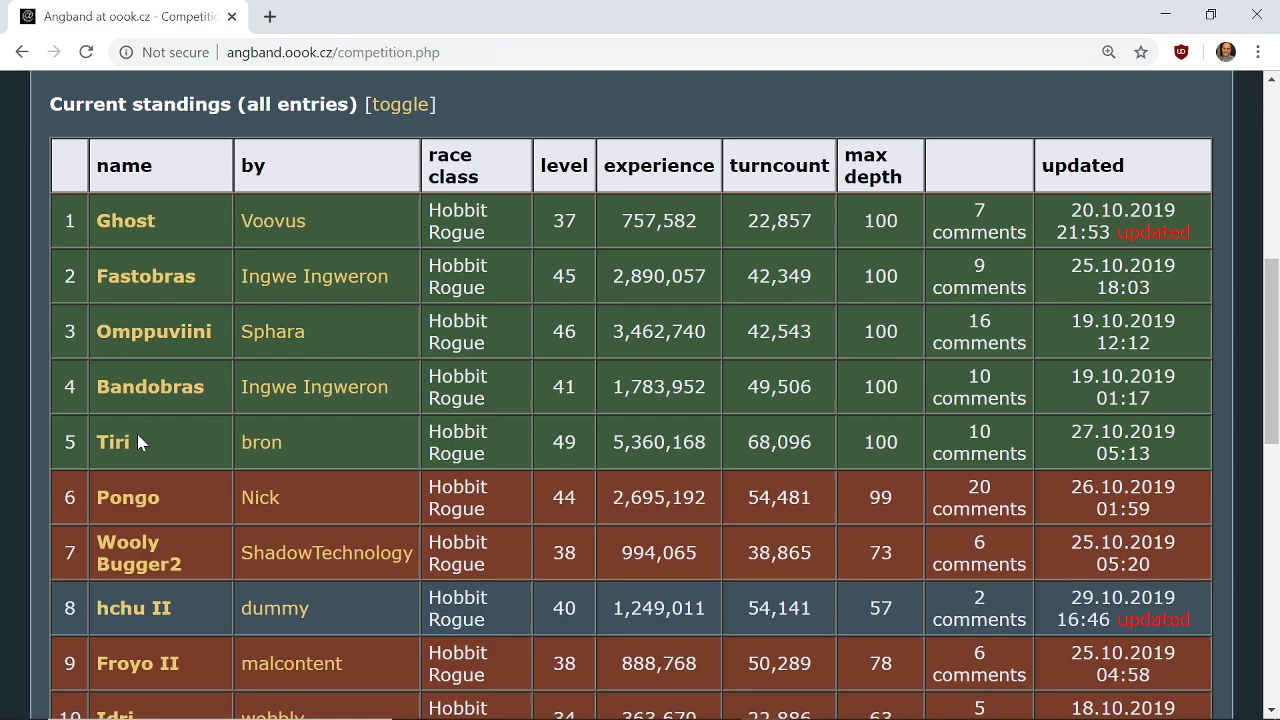 Angband at oook.cz - Competitic
Not secure angband.oook.cz/competition.php
Current standings (all entries) [toggle]
name by race class level experience turncount max depth updated
1 Ghost Voovus Hobbit Rogue 37 757,582 22,857 100 7 comments 20.10.2019 21:53 updated
2 Fastobras Ingwe Ingweron Hobbit Rogue 45 2,890,057 42,349 100 9 comments 25.10.2019 18:03
3 Omppuviini Sphara Hobbit Rogue 46 3,462,740 42,543 100 16 comments 19.10.2019 12:12
4 Bandobras Ingwe Ingweron Hobbit Rogue 41 1,783,952 49,506 100 10 comments 19.10.2019 01:17
5 Tiri bron Hobbit Rogue 49 5,360,168 68,096 100 10 comments 27.10.2019 05:13
6 Pongo Nick Hobbit Rogue 44 2,695,192 54,481 99 20 comments 26.10.2019 01:59
7 Wooly Bugger2 ShadowTechnology Hobbit Rogue 38 994,065 38,865 73 6 comments 25.10.2019 05:20
8 hchu II dummy Hobbit Rogue 40 1,249,011 54,141 57 2 comments 29.10.2019 16:46 updated
9 Froyo II malcontent Hobbit Rogue 38 888,768 50,289 78 6 comments 25.10.2019 04:58
10 Idri wobbly Hobbit 34 363,670 22,886 63 5 18.10.2019